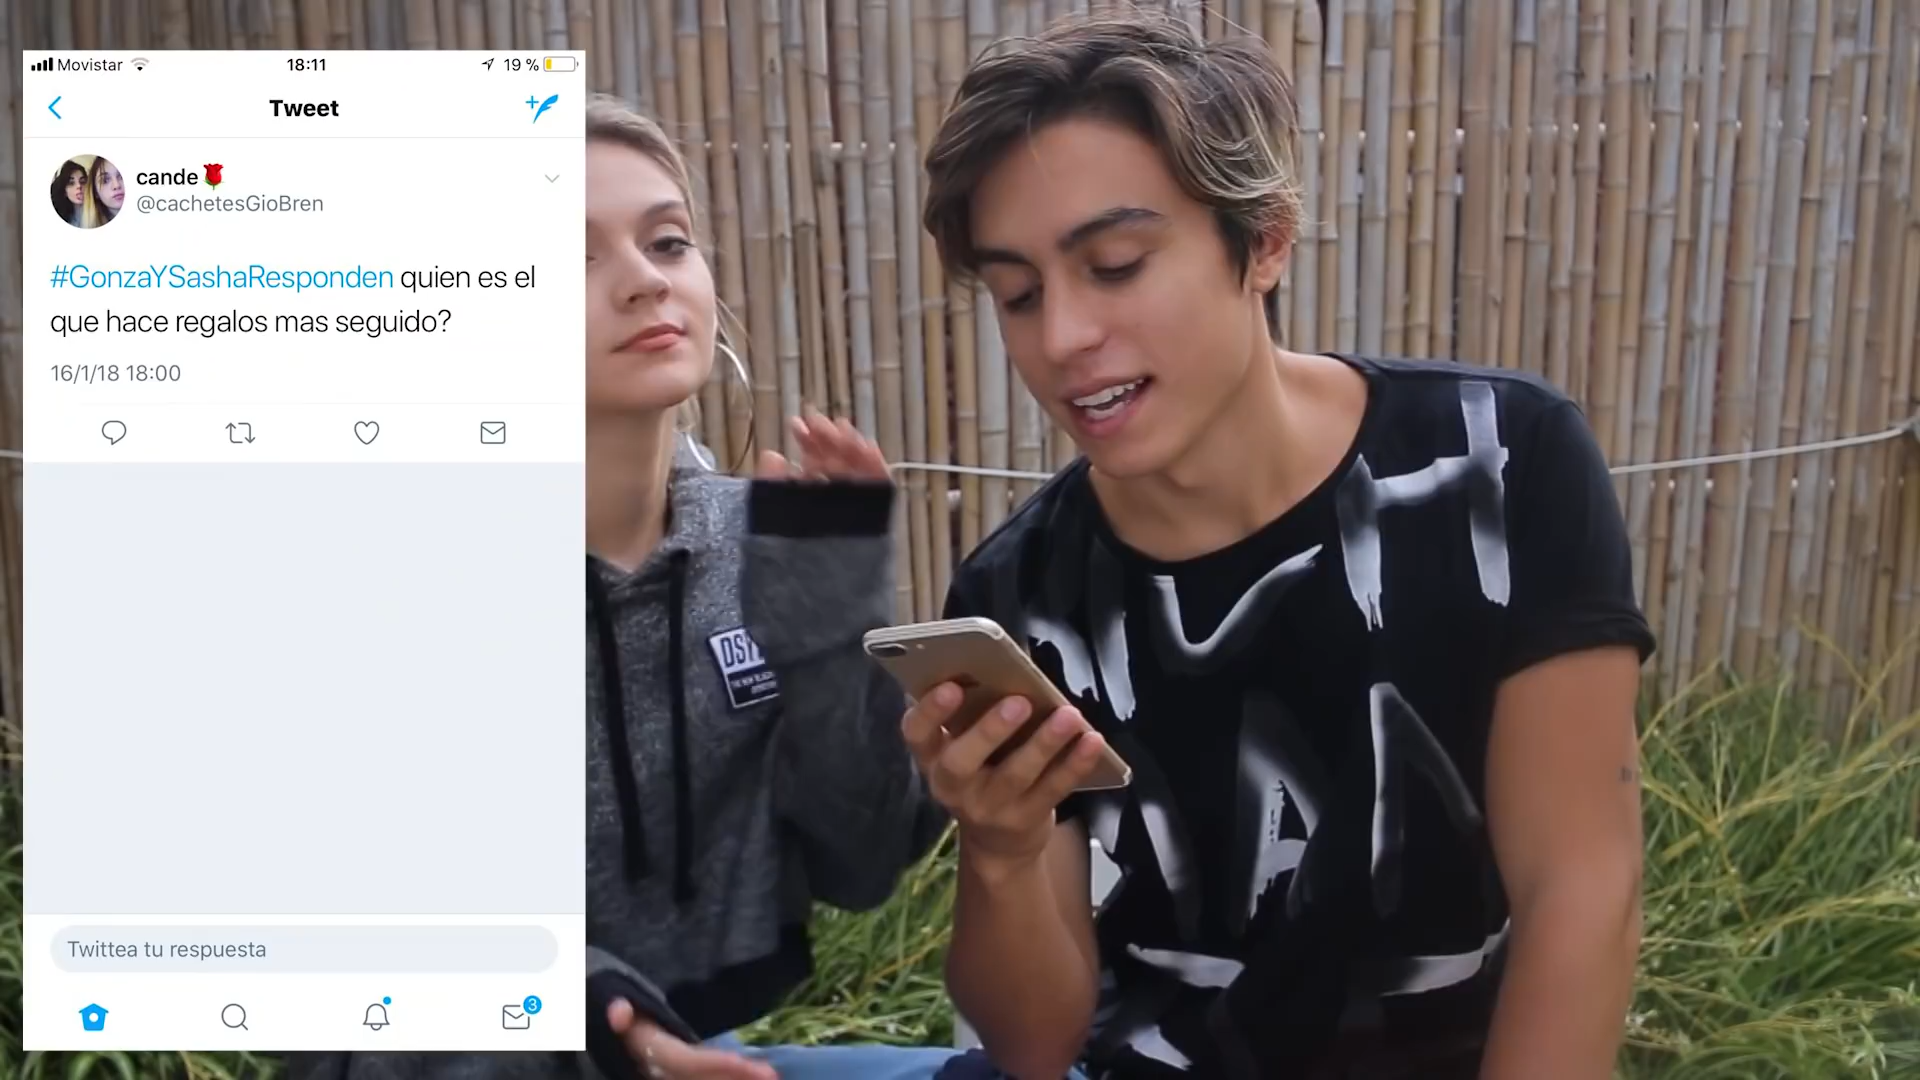 Movistar
18:11
19 %
Tweet
cande
@cachetesGioBren
#GonzaYSashaResponden quien es el
que hace regalos mas seguido?
16/1/18 18:00
Twittea tu respuesta
3